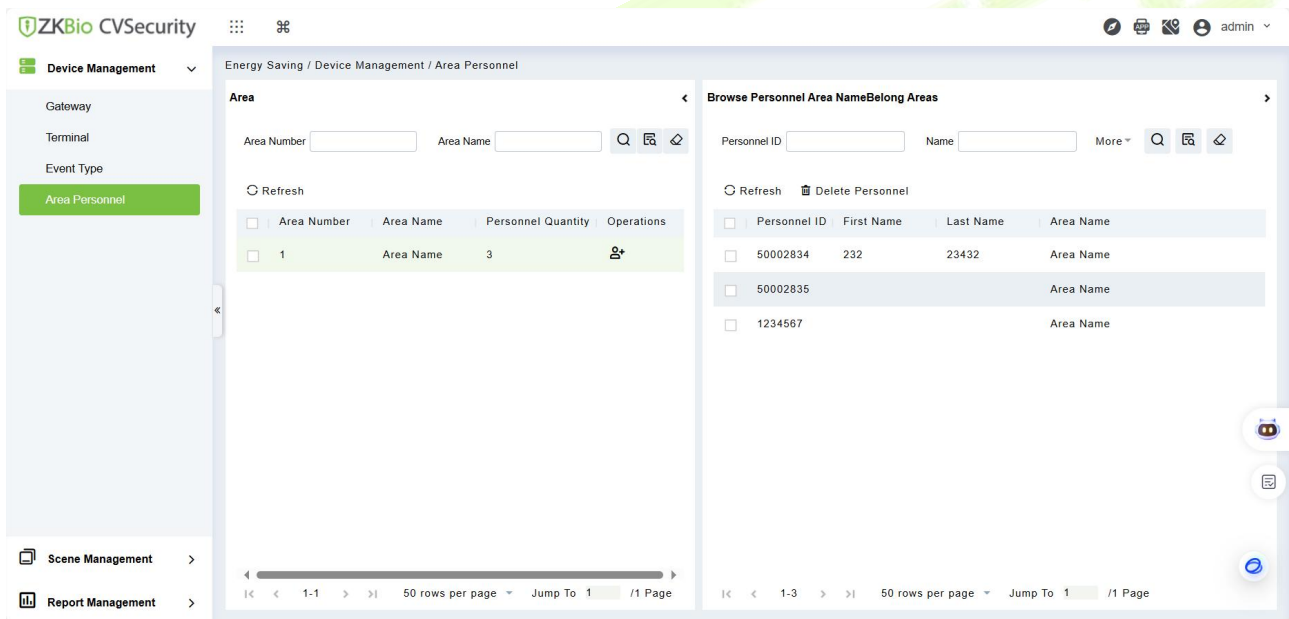 ZKBio CVSecurity
APP
admin
Device Management
Gateway
Terminal
Event Type
Area Personnel
Scene Management
Report Management
Energy Saving / Device Management / Area Personnel
Area
Area Number
Area Name
Refresh
Area Number Area Name Personnel Quantity Operations
1 Area Name 3
1-1 50 rows per page Jump To 1 /1 Page
Browse Personnel Area NameBelong Areas
Personnel ID
Name
More
Refresh Delete Personnel
Personnel ID First Name Last Name Area Name
50002834 232 23432 Area Name
50002835 Area Name
1234567 Area Name
1-3 50 rows per page Jump To 1 /1 Page